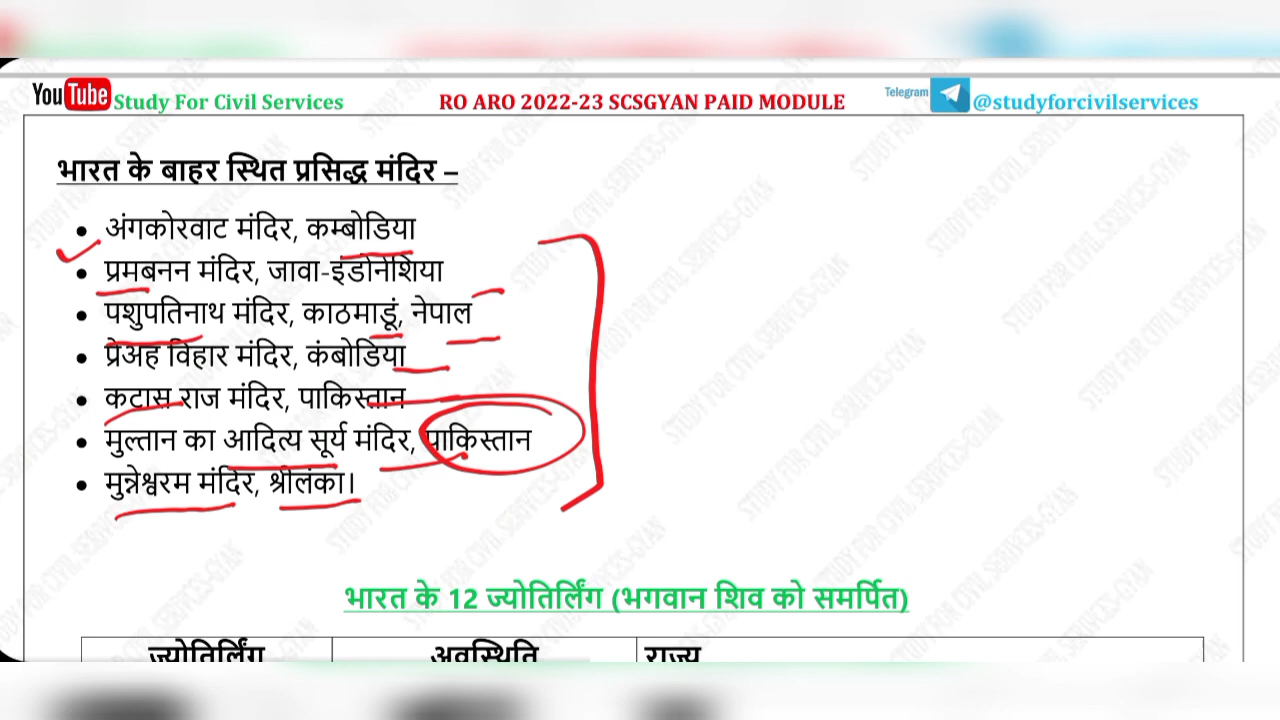 YouTube Study For Civil Services RO ARO 2022-23 SCSGYAN PAID MODULE Telegram @studyforcivilservices
भारत के बाहर स्थित प्रसिद्ध मंदिर –
• अंगकोरवाट मंदिर, कम्बोडिया
• प्रमबनन मंदिर, जावा-इंडोनेशिया
• पशुपतिनाथ मंदिर, काठमाडूं, नेपाल
• प्रेअह विहार मंदिर, कंबोडिया
• कटास राज मंदिर, पाकिस्तान
• मुल्तान का आदित्य सूर्य मंदिर, पाकिस्तान
• मुन्नेश्वरम मंदिर, श्रीलंका।
भारत के 12 ज्योतिर्लिंग (भगवान शिव को समर्पित)
ज्योतिर्लिंग अवस्थिति राज्य